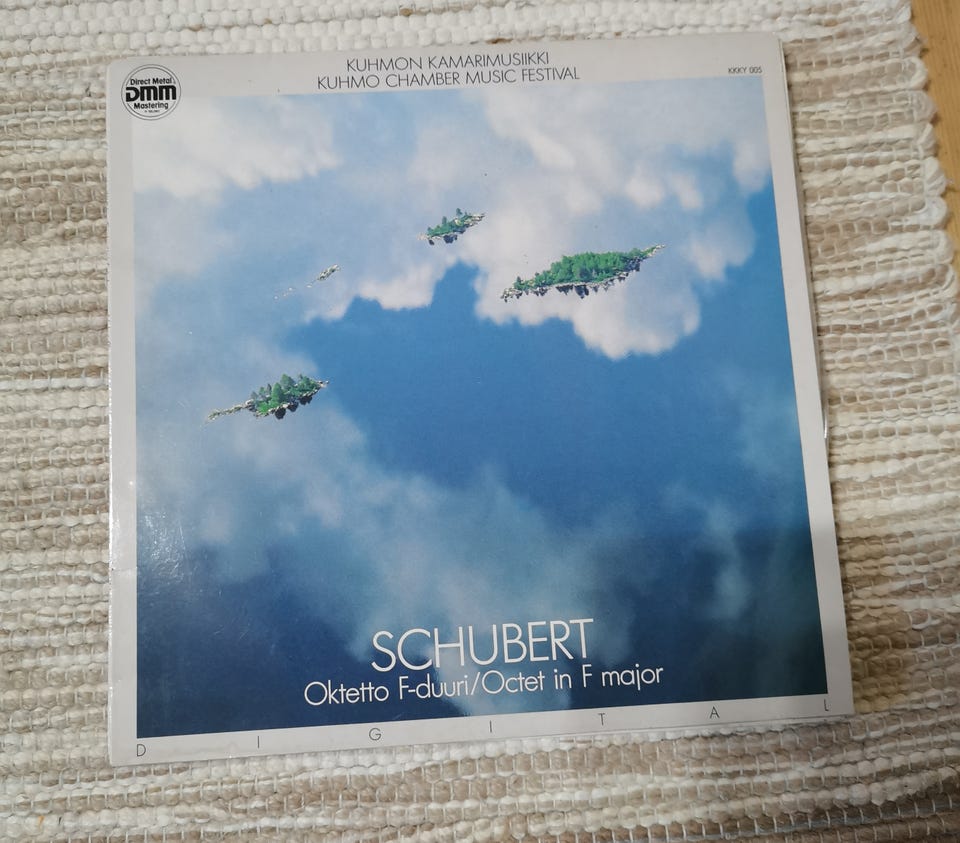 KUHMON KAMARIMUSIIKKI
KUHMO CHAMBER MUSIC FESTIVAL
KKKY 005
Direct Metal
DMM
Mastering
SCHUBERT
Oktetto F-duuri/Octet in F major
D I G I T A L